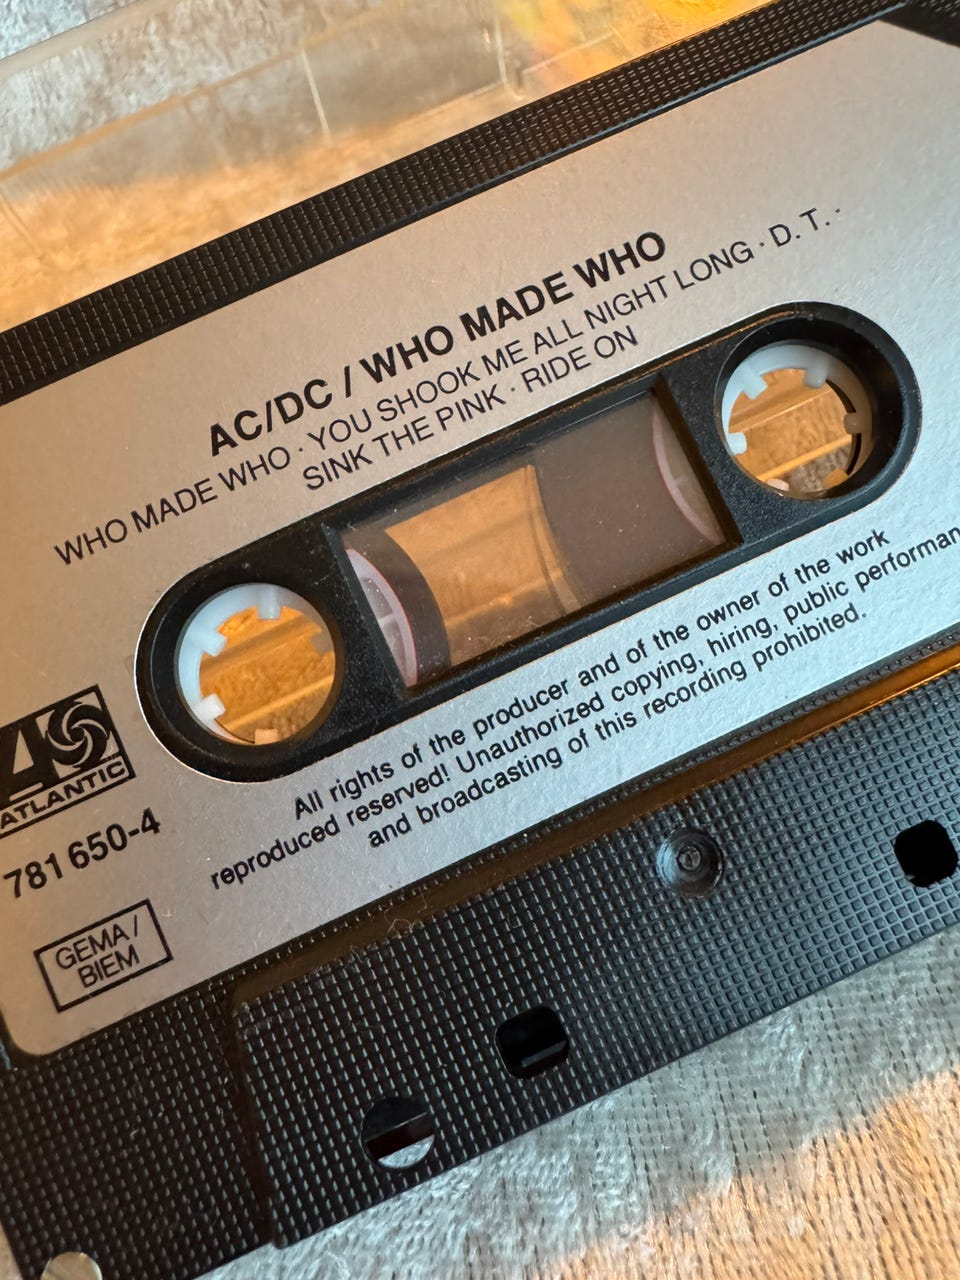 AC/DC / WHO MADE WHO
WHO MADE WHO · YOU SHOOK ME ALL NIGHT LONG · D. T. ·
SINK THE PINK · RIDE ON
ATLANTIC
781 650-4
GEMA /
BIEM
All rights of the producer and of the owner of the work
reproduced reserved! Unauthorized copying, hiring, public
and broadcasting of this recording prohibited.